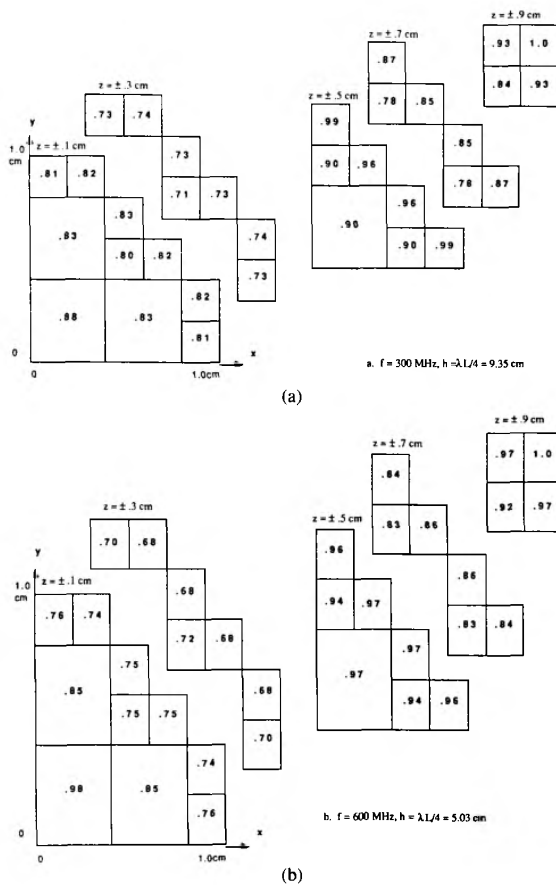 z = ± .9 cm
.93 1.0
.84 .93
z = ± .7 cm
.87
.78 .85
.85
.78 .87
z = ± .3 cm
.73 .74
.73
.71 .73
.74
.73
z = ± .5 cm
.99
.90 .96
.96
.90
.90 .99
y
1.0
cm
z = ± .1 cm
.81 .82
.83
.83
.80 .82
.82
.88 .83
.81
0
x
0
1.0cm
a. f = 300 MHz, h = λL/4 = 9.35 cm
(a)
z = ± .9 cm
.97 1.0
.92 .97
z = ± .7 cm
.84
.83 .86
.86
.83 .84
z = ± .3 cm
.70 .68
.68
.72 .68
.68
.70
z = ± .5 cm
.96
.94 .97
.97
.97
.94 .96
y
1.0
cm
z = ± .1 cm
.76 .74
.75
.85
.75 .75
.74
.98 .85
.76
0
x
0
1.0cm
b. f = 600 MHz, h = λL/4 = 5.03 cm
(b)